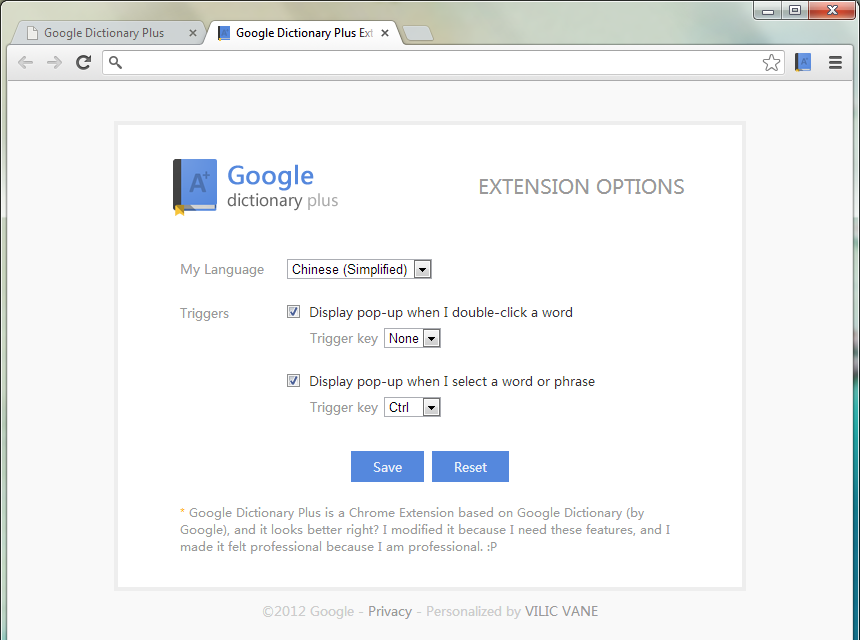 Google Dictionary Plus
Google Dictionary Plus Ext
A+
Google
dictionary plus
EXTENSION OPTIONS
My Language Chinese (Simplified)
Triggers Display pop-up when I double-click a word
Trigger key None
Display pop-up when I select a word or phrase
Trigger key Ctrl
Save Reset
* Google Dictionary Plus is a Chrome Extension based on Google Dictionary (by
Google), and it looks better right? I modified it because I need these features, and I
made it felt professional because I am professional. :P
©2012 Google - Privacy - Personalized by VILIC VANE